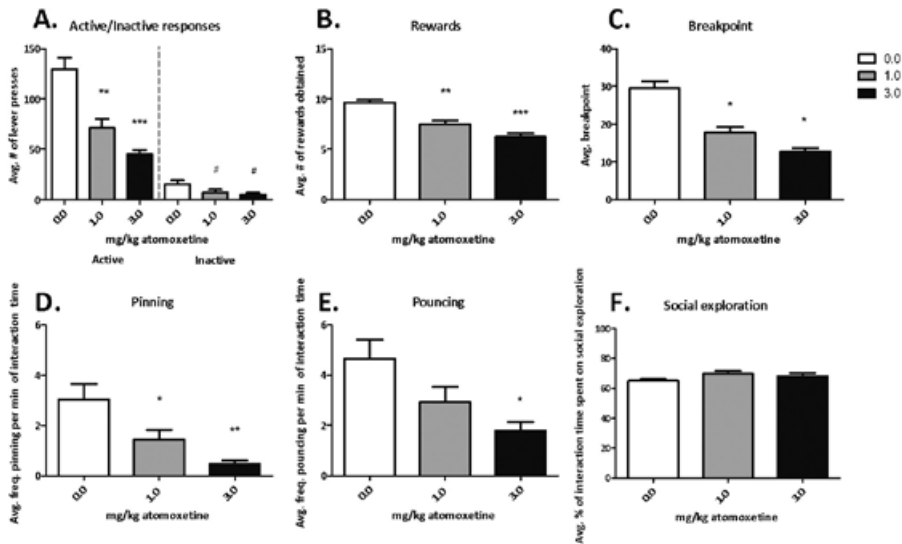 A. Active/Inactive responses
Avg. # of lever presses
150
100
50
0
**
***
#
#
0.0 1.0 3.0 0.0 1.0 3.0
mg/kg atomoxetine
Active Inactive
B. Rewards
Avg. # of rewards obtained
15
10
5
0
**
***
0.0 1.0 3.0
mg/kg atomoxetine
C. Breakpoint
Avg. breakpoint
40
30
20
10
0
*
*
0.0 1.0 3.0
mg/kg atomoxetine
0.0
1.0
3.0
D. Pinning
Avg. freq. pinning per min of interaction time
6
4
2
0
*
**
0.0 1.0 3.0
mg/kg atomoxetine
E. Pouncing
Avg. freq. pouncing per min of interaction time
6
4
2
0
*
0.0 1.0 3.0
mg/kg atomoxetine
F. Social exploration
Avg. % of interaction time spent on social exploration
100
80
60
40
20
0
0.0 1.0 3.0
mg/kg atomoxetine